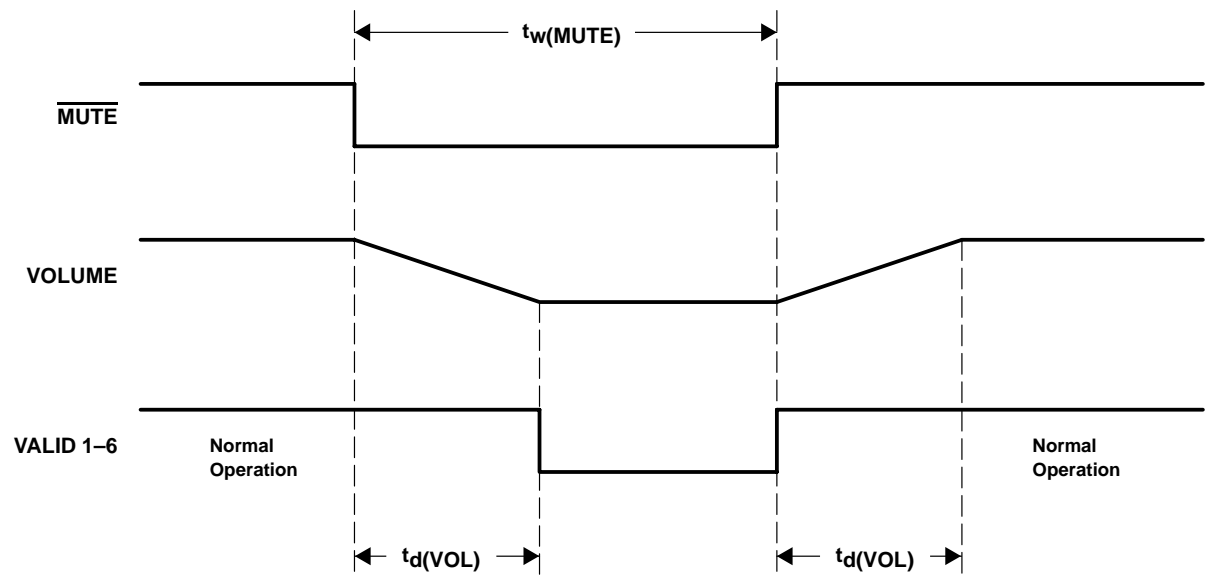 tw(MUTE)
MUTE
VOLUME
VALID 1–6
Normal
Operation
Normal
Operation
td(VOL)
td(VOL)